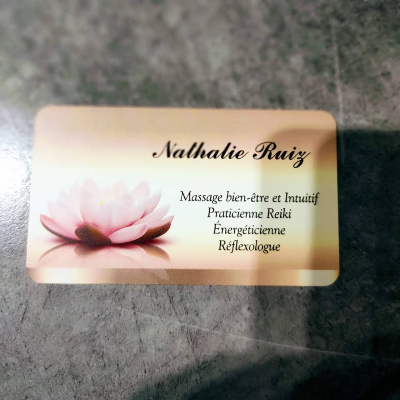 Nathalie Ruiz
Massage bien-être et Intuitif
Praticienne Reiki
Énergéticienne
Réflexologue